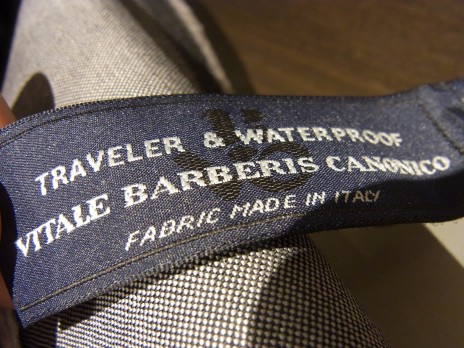 TRAVELER & WATERPROOF
VITALE BARBERIS CANONICO
FABRIC MADE IN ITALY